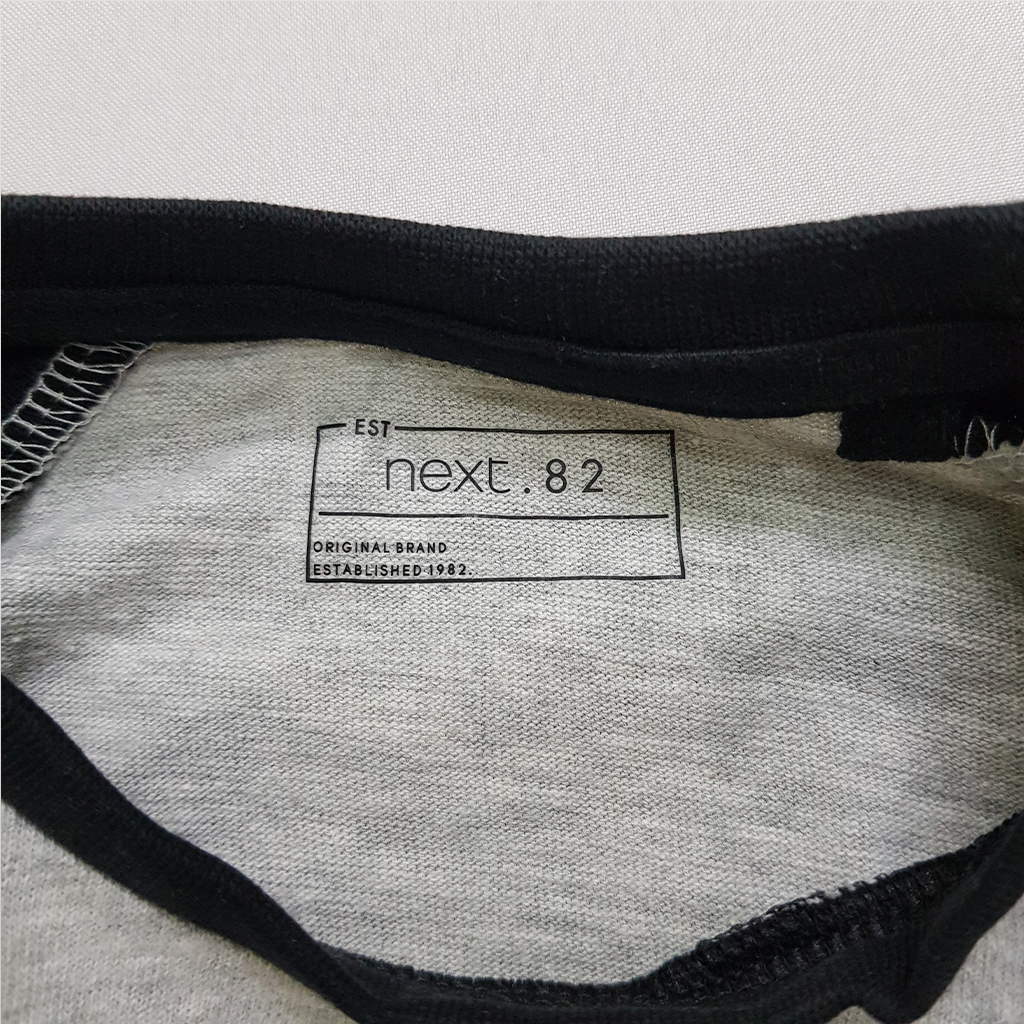 EST
next.82
ORIGINAL BRAND
ESTABLISHED 1982.